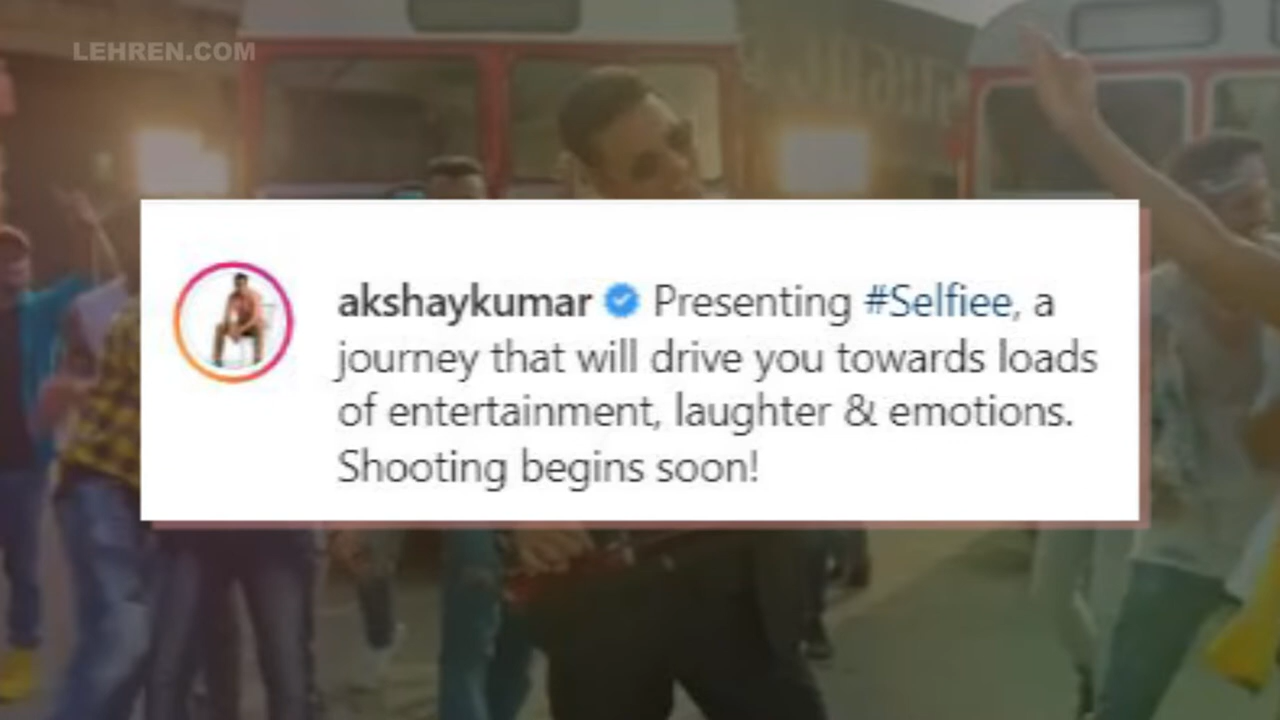 LEHREN.COM
akshaykumar Presenting #Selfiee, a
journey that will drive you towards loads
of entertainment, laughter & emotions.
Shooting begins soon!